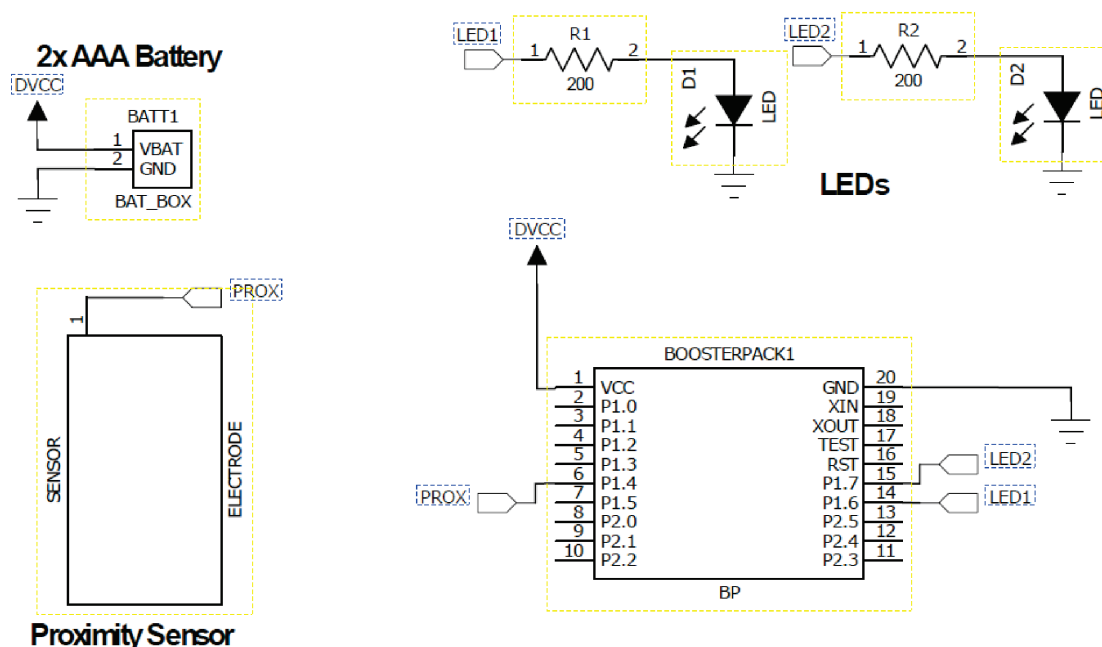 2x AAA Battery
DVCC
BATT1
1 VBAT
2 GND
BAT_BOX
LED1
R1
1 2
200
D1
LED
LED2
R2
1 2
200
D2
LED
LEDs
PROX
1
SENSOR
ELECTRODE
Proximity Sensor
DVCC
BOOSTERPACK1
1 VCC GND 20
2 P1.0 XIN 19
3 P1.1 XOUT 18
4 P1.2 TEST 17
5 P1.3 RST 16
6 P1.4 P1.7 15
7 P1.5 P1.6 14
8 P2.0 P2.5 13
9 P2.1 P2.4 12
10 P2.2 P2.3 11
BP
PROX
LED2
LED1